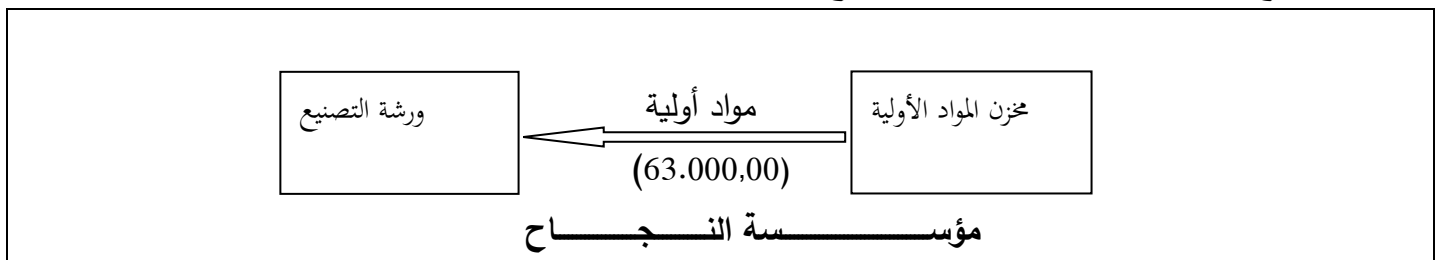 مخزن المواد الأولية
مواد أولية
(63.000,00)
ورشة التصنيع
مؤسسة النجاح